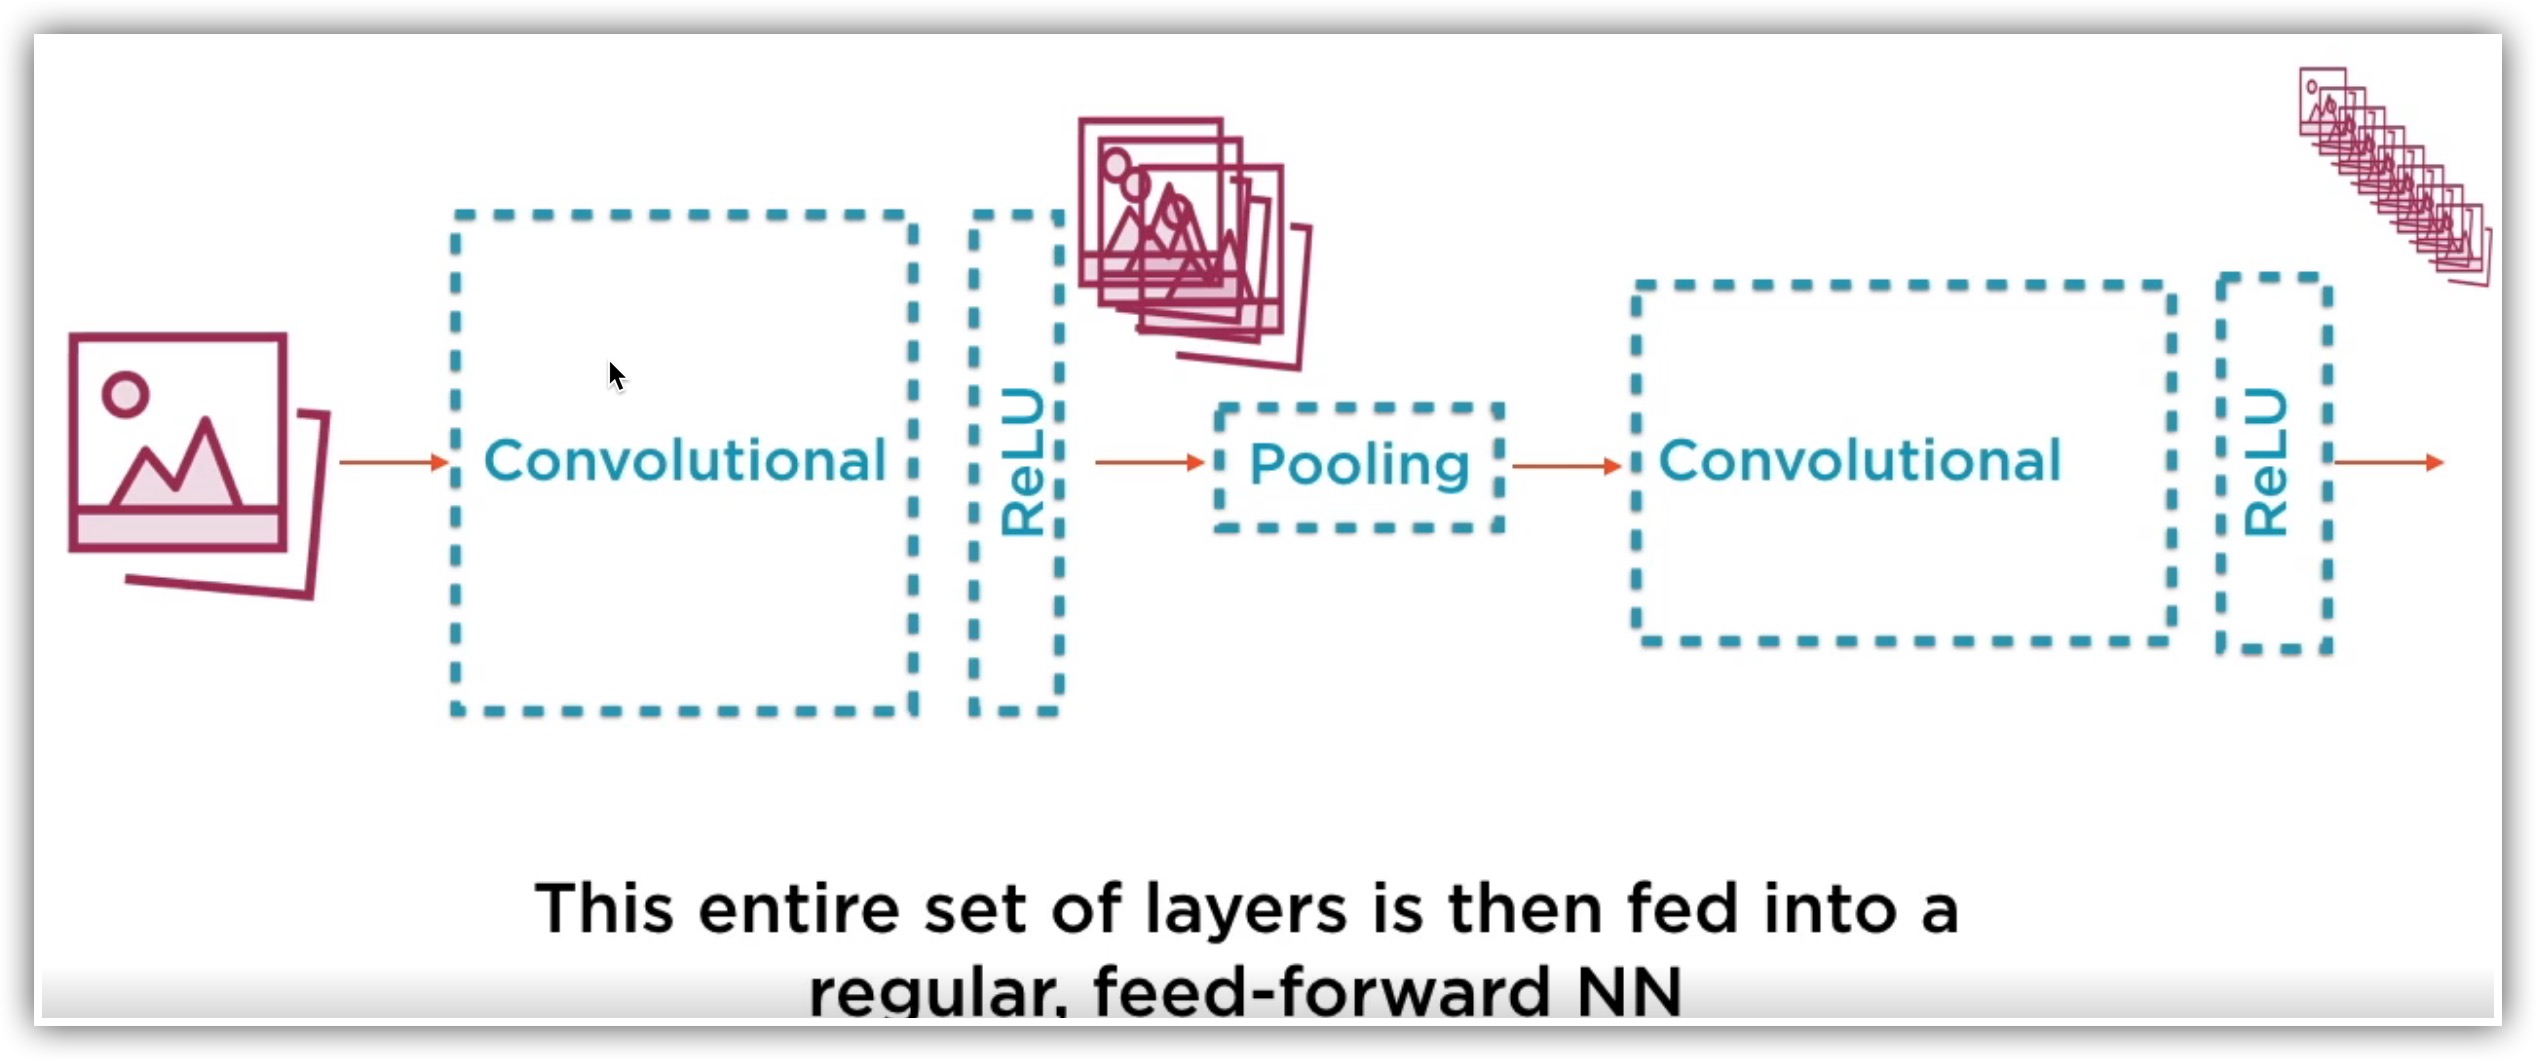 Convolutional
ReLU
Pooling
Convolutional
ReLU
This entire set of layers is then fed into a
regular, feed-forward NN